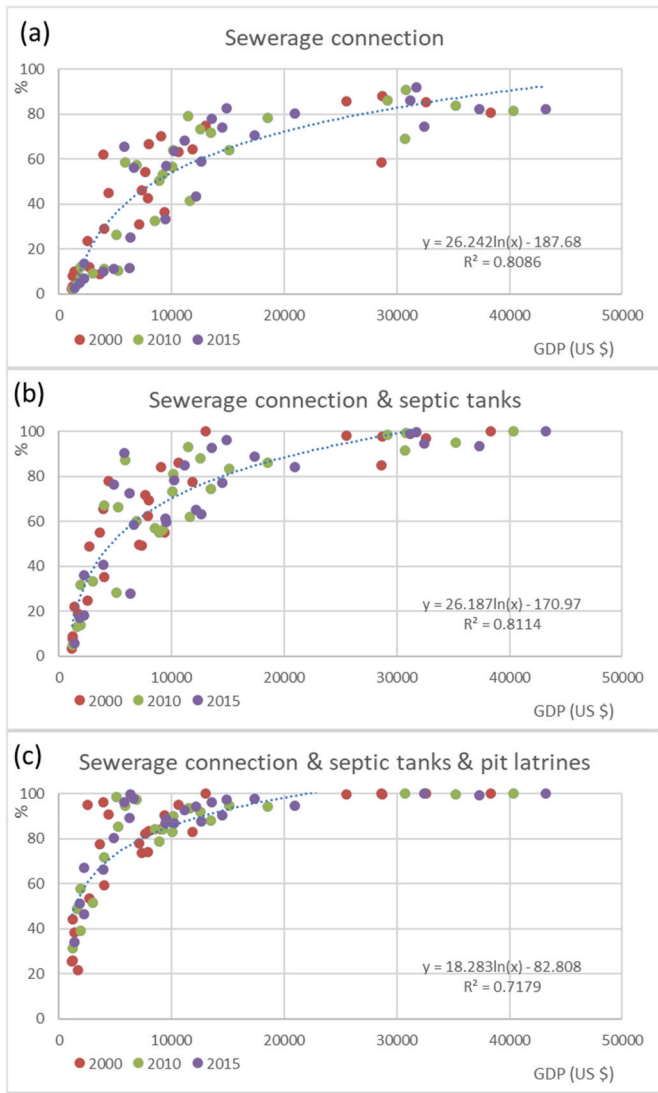 (a)
Sewerage connection
%
100
80
60
40
20
0
y = 26.242ln(x) - 187.68
R² = 0.8086
0 10000 20000 30000 40000 50000
2000 2010 2015 GDP (US $)
(b)
Sewerage connection & septic tanks
%
100
80
60
40
20
0
y = 26.187ln(x) - 170.97
R² = 0.8114
0 10000 20000 30000 40000 50000
2000 2010 2015 GDP (US $)
(c)
Sewerage connection & septic tanks & pit latrines
%
100
80
60
40
20
0
y = 18.283ln(x) - 82.808
R² = 0.7179
0 10000 20000 30000 40000 50000
2000 2010 2015 GDP (US $)